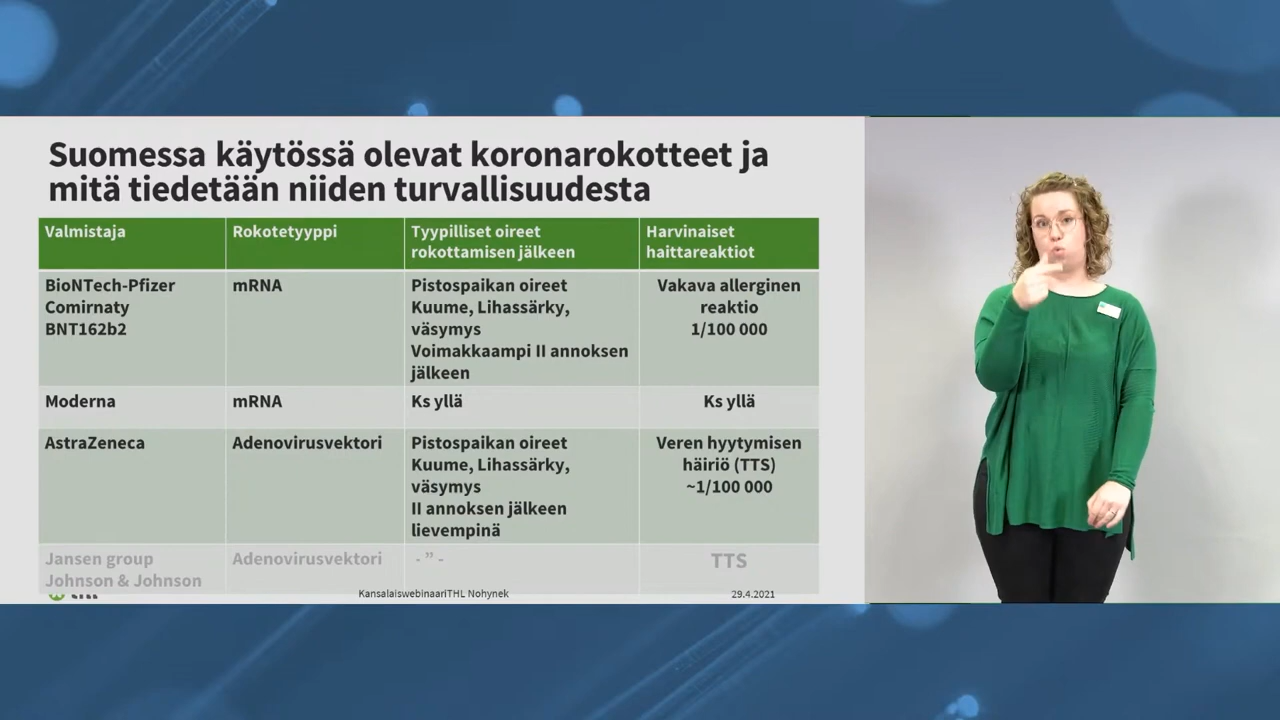 Suomessa käytössä olevat koronarokotteet ja
mitä tiedetään niiden turvallisuudesta
Valmistaja
Rokotetyyppi
Tyypilliset oireet
rokottamisen jälkeen
Harvinaiset
haittareaktiot
BioNTech-Pfizer
Comirnaty
BNT162b2
mRNA
Pistospaikan oireet
Kuume, Lihassärky,
väsymys
Voimakkaampi II annoksen
jälkeen
Vakava allerginen
reaktio
1/100 000
Moderna
mRNA
Ks yllä
Ks yllä
AstraZeneca
Adenovirusvektori
Pistospaikan oireet
Kuume, Lihassärky,
väsymys
II annoksen jälkeen
lievempinä
Veren hyytymisen
häiriö (TTS)
~1/100 000
Jansen group
Johnson & Johnson
Adenovirusvektori
- ” -
TTS
KansalaiswebinaariTHL Nohynek
29.4.2021